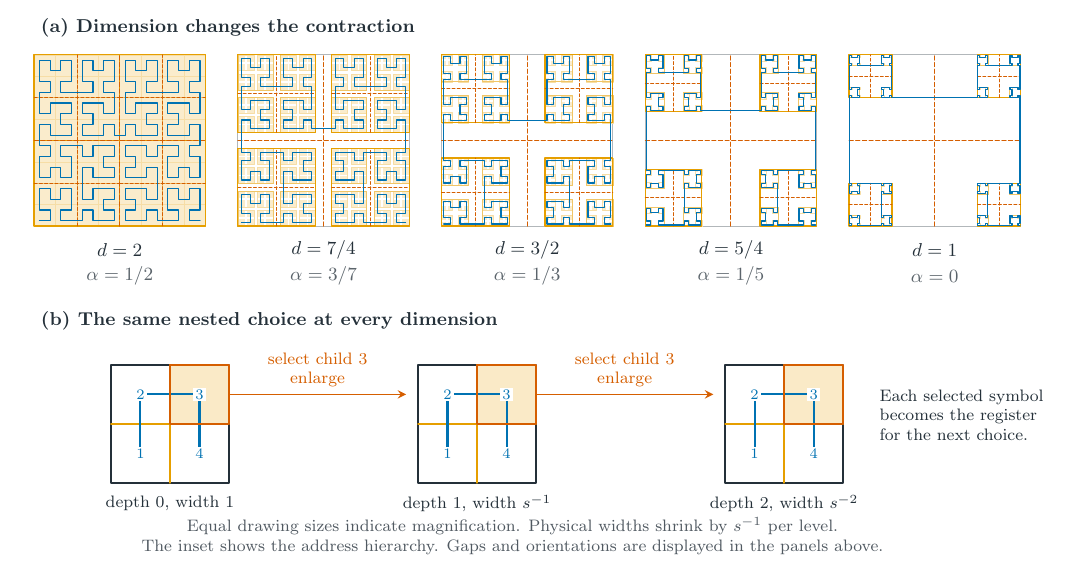 (a) Dimension changes the contraction
d = 2
α = 1/2
d = 7/4
α = 3/7
d = 3/2
α = 1/3
d = 5/4
α = 1/5
d = 1
α = 0
(b) The same nested choice at every dimension
2 3
1 4
depth 0, width 1
select child 3
enlarge
2 3
1 4
depth 1, width s⁻¹
select child 3
enlarge
2 3
1 4
depth 2, width s⁻²
Each selected symbol
becomes the register
for the next choice.
Equal drawing sizes indicate magnification. Physical widths shrink by s⁻¹ per level.
The inset shows the address hierarchy. Gaps and orientations are displayed in the panels above.